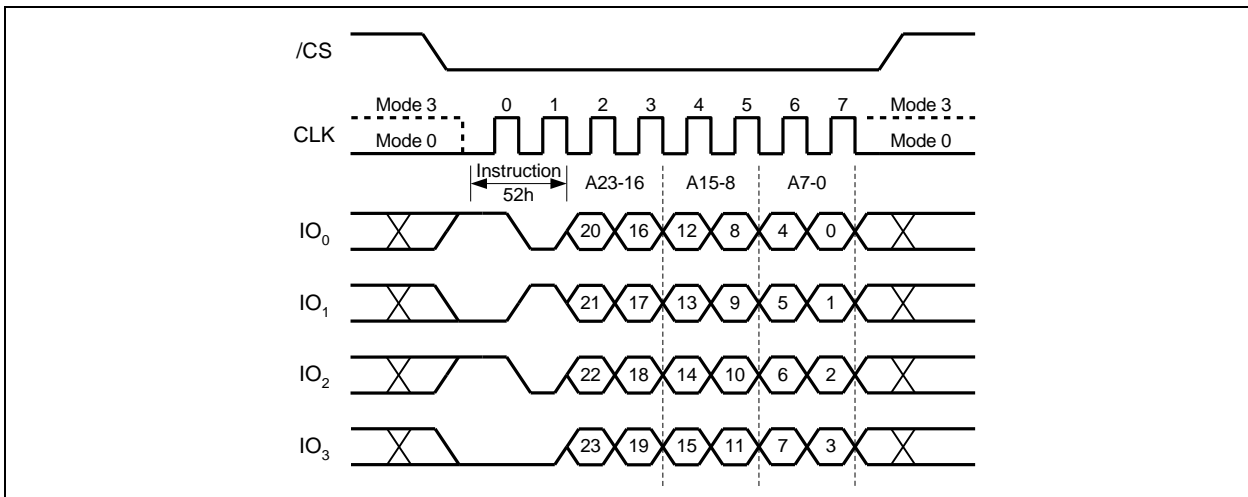 /CS
Mode 3 0 1 2 3 4 5 6 7 Mode 3
CLK
Mode 0 Mode 0
Instruction A23-16 A15-8 A7-0
52h
IO0 20 16 12 8 4 0
IO1 21 17 13 9 5 1
IO2 22 18 14 10 6 2
IO3 23 19 15 11 7 3